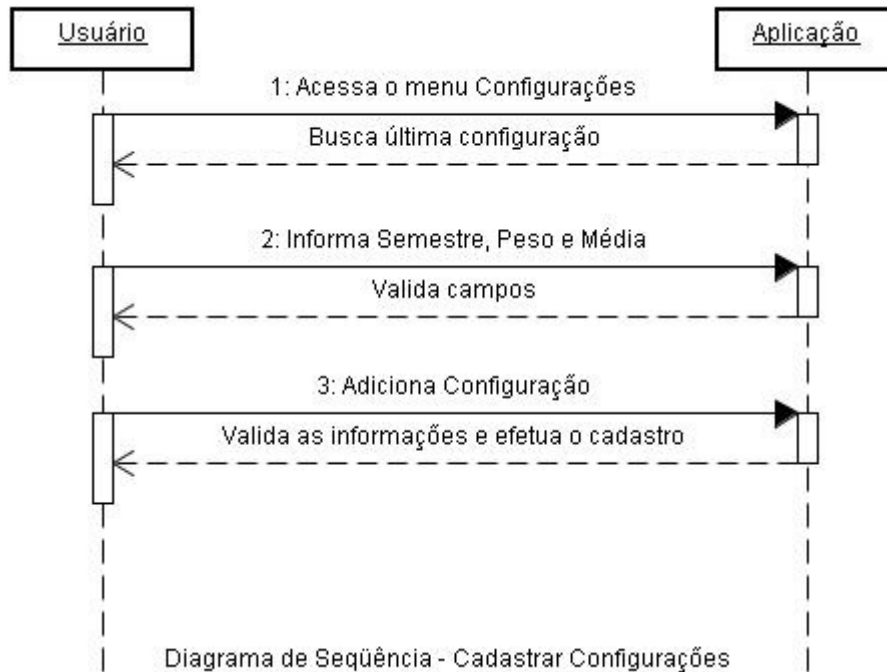 Usuário
Aplicação
1: Acessa o menu Configurações
Busca última configuração
2: Informa Semestre, Peso e Média
Valida campos
3: Adiciona Configuração
Valida as informações e efetua o cadastro
Diagrama de Seqüência - Cadastrar Configurações